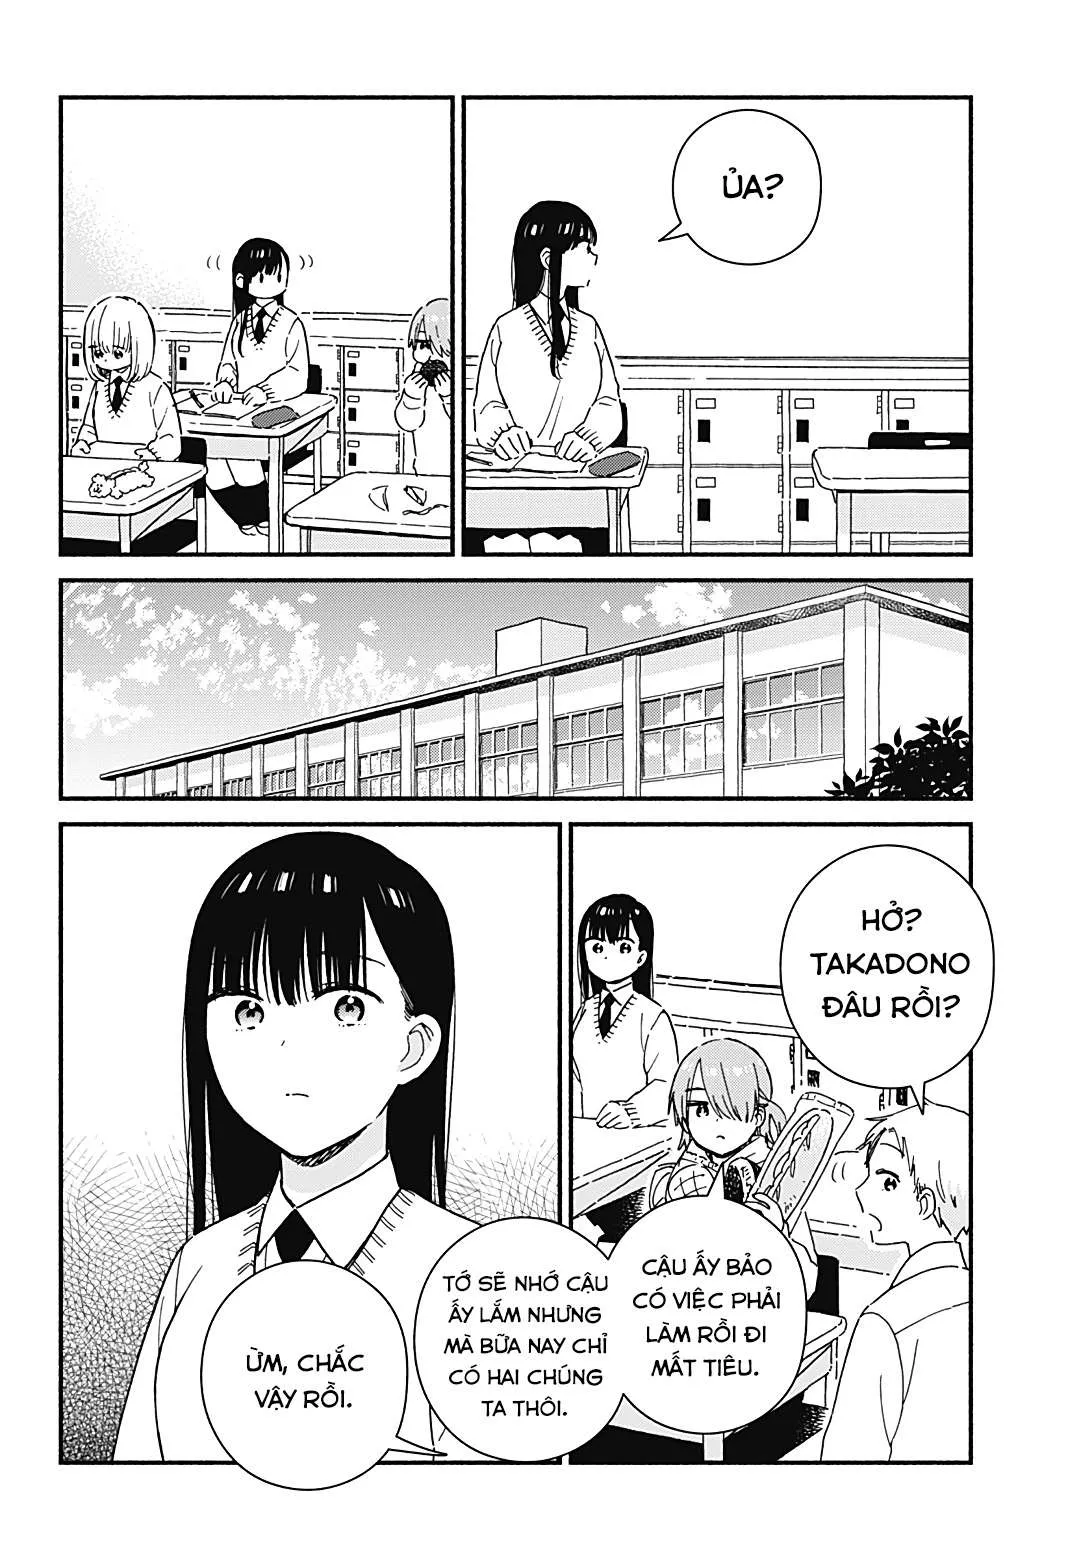 ỦA?
HỞ?
TAKADONO
ĐÂU RỒI?
CẬU ẤY BẢO
CÓ VIỆC PHẢI
LÀM RỒI ĐI
MẤT TIÊU.
TỚ SẼ NHỚ CẬU
ẤY LẮM NHƯNG
MÀ BỮA NAY CHỈ
CÓ HAI CHÚNG
TA THÔI.
ỪM, CHẮC
VẬY RỒI.